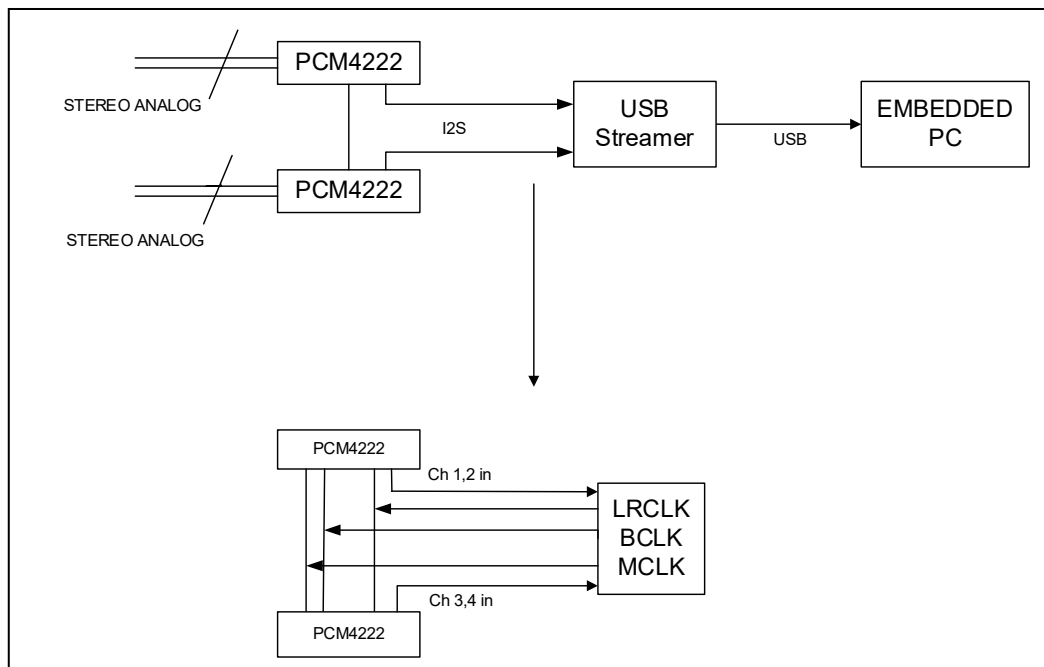 PCM4222
STEREO ANALOG
I2S
USB
Streamer
USB
EMBEDDED
PC
PCM4222
STEREO ANALOG
PCM4222
Ch 1,2 in
LRCLK
BCLK
MCLK
Ch 3,4 in
PCM4222